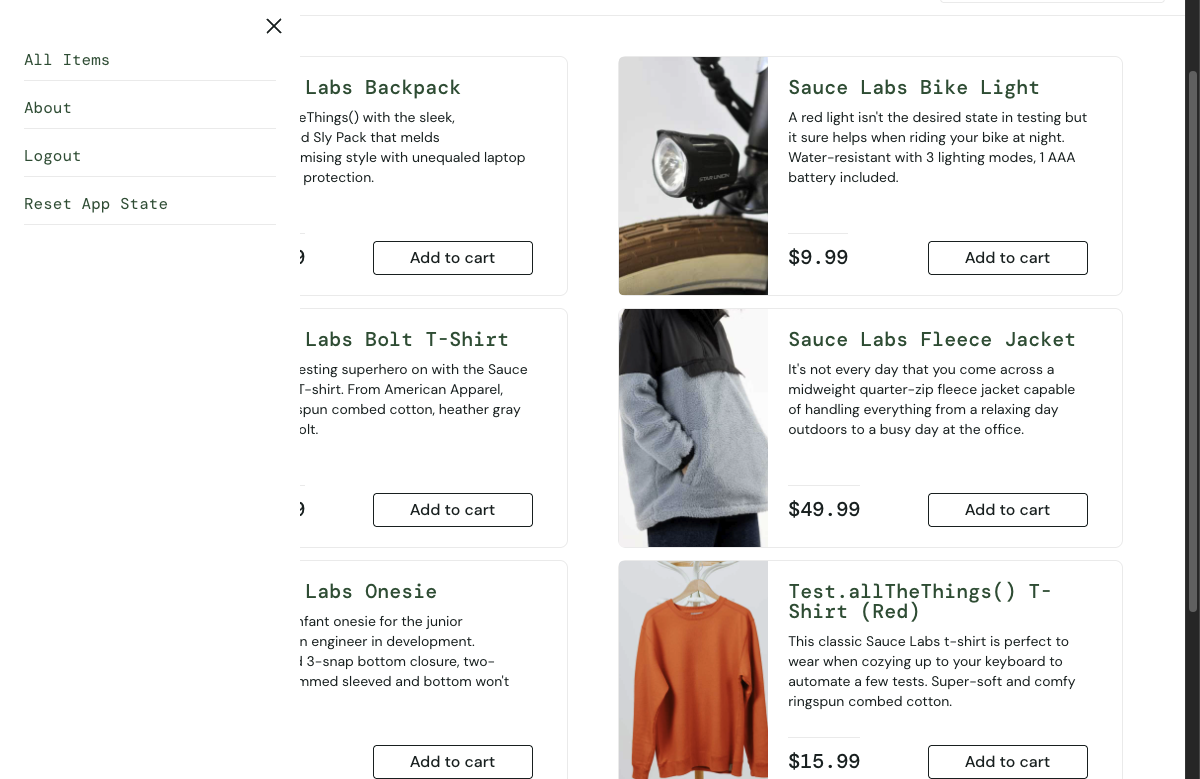 All Items
About
Logout
Reset App State
Labs Backpack
with the sleek,
Sly Pack that melds
style with unequaled laptop
protection.
Add to cart
Sauce Labs Bike Light
A red light isn't the desired state in testing but
it sure helps when riding your bike at night.
Water-resistant with 3 lighting modes, 1 AAA
battery included.
$9.99
Add to cart
Labs Bolt T-Shirt
superhero on with the Sauce
T-shirt. From American Apparel,
combed cotton, heather gray
Add to cart
Sauce Labs Fleece Jacket
It's not every day that you come across a
midweight quarter-zip fleece jacket capable
of handling everything from a relaxing day
outdoors to a busy day at the office.
$49.99
Add to cart
Labs Onesie
onesie for the junior
engineer in development.
3-snap bottom closure, two-
sleeved and bottom won't
Add to cart
Test.allTheThings() T-
Shirt (Red)
This classic Sauce Labs t-shirt is perfect to
wear when cozying up to your keyboard to
automate a few tests. Super-soft and comfy
ringspun combed cotton.
$15.99
Add to cart